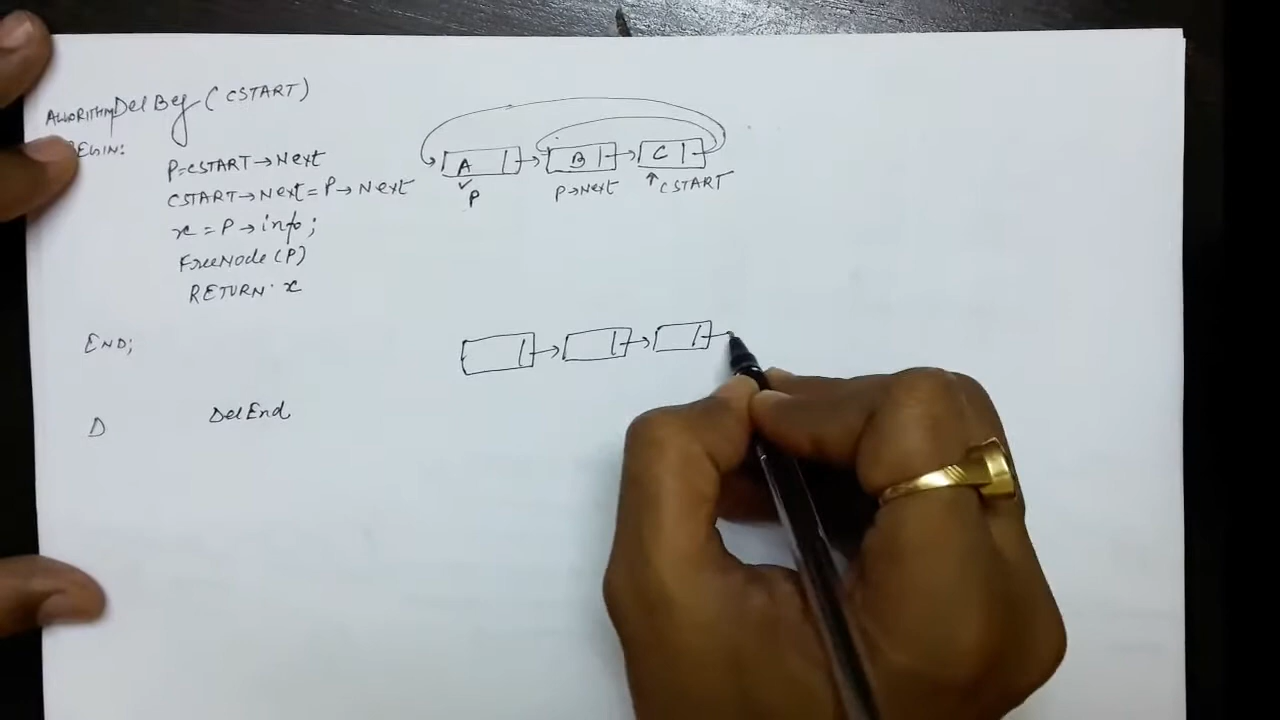 ALGORITHM DelBeg (CSTART)
BEGIN:
P=CSTART→Next
CSTART→Next=P→Next
x=P→info;
FreeNode(P)
RETURN x
END;
A B C
P P→Next CSTART
D DelEnd